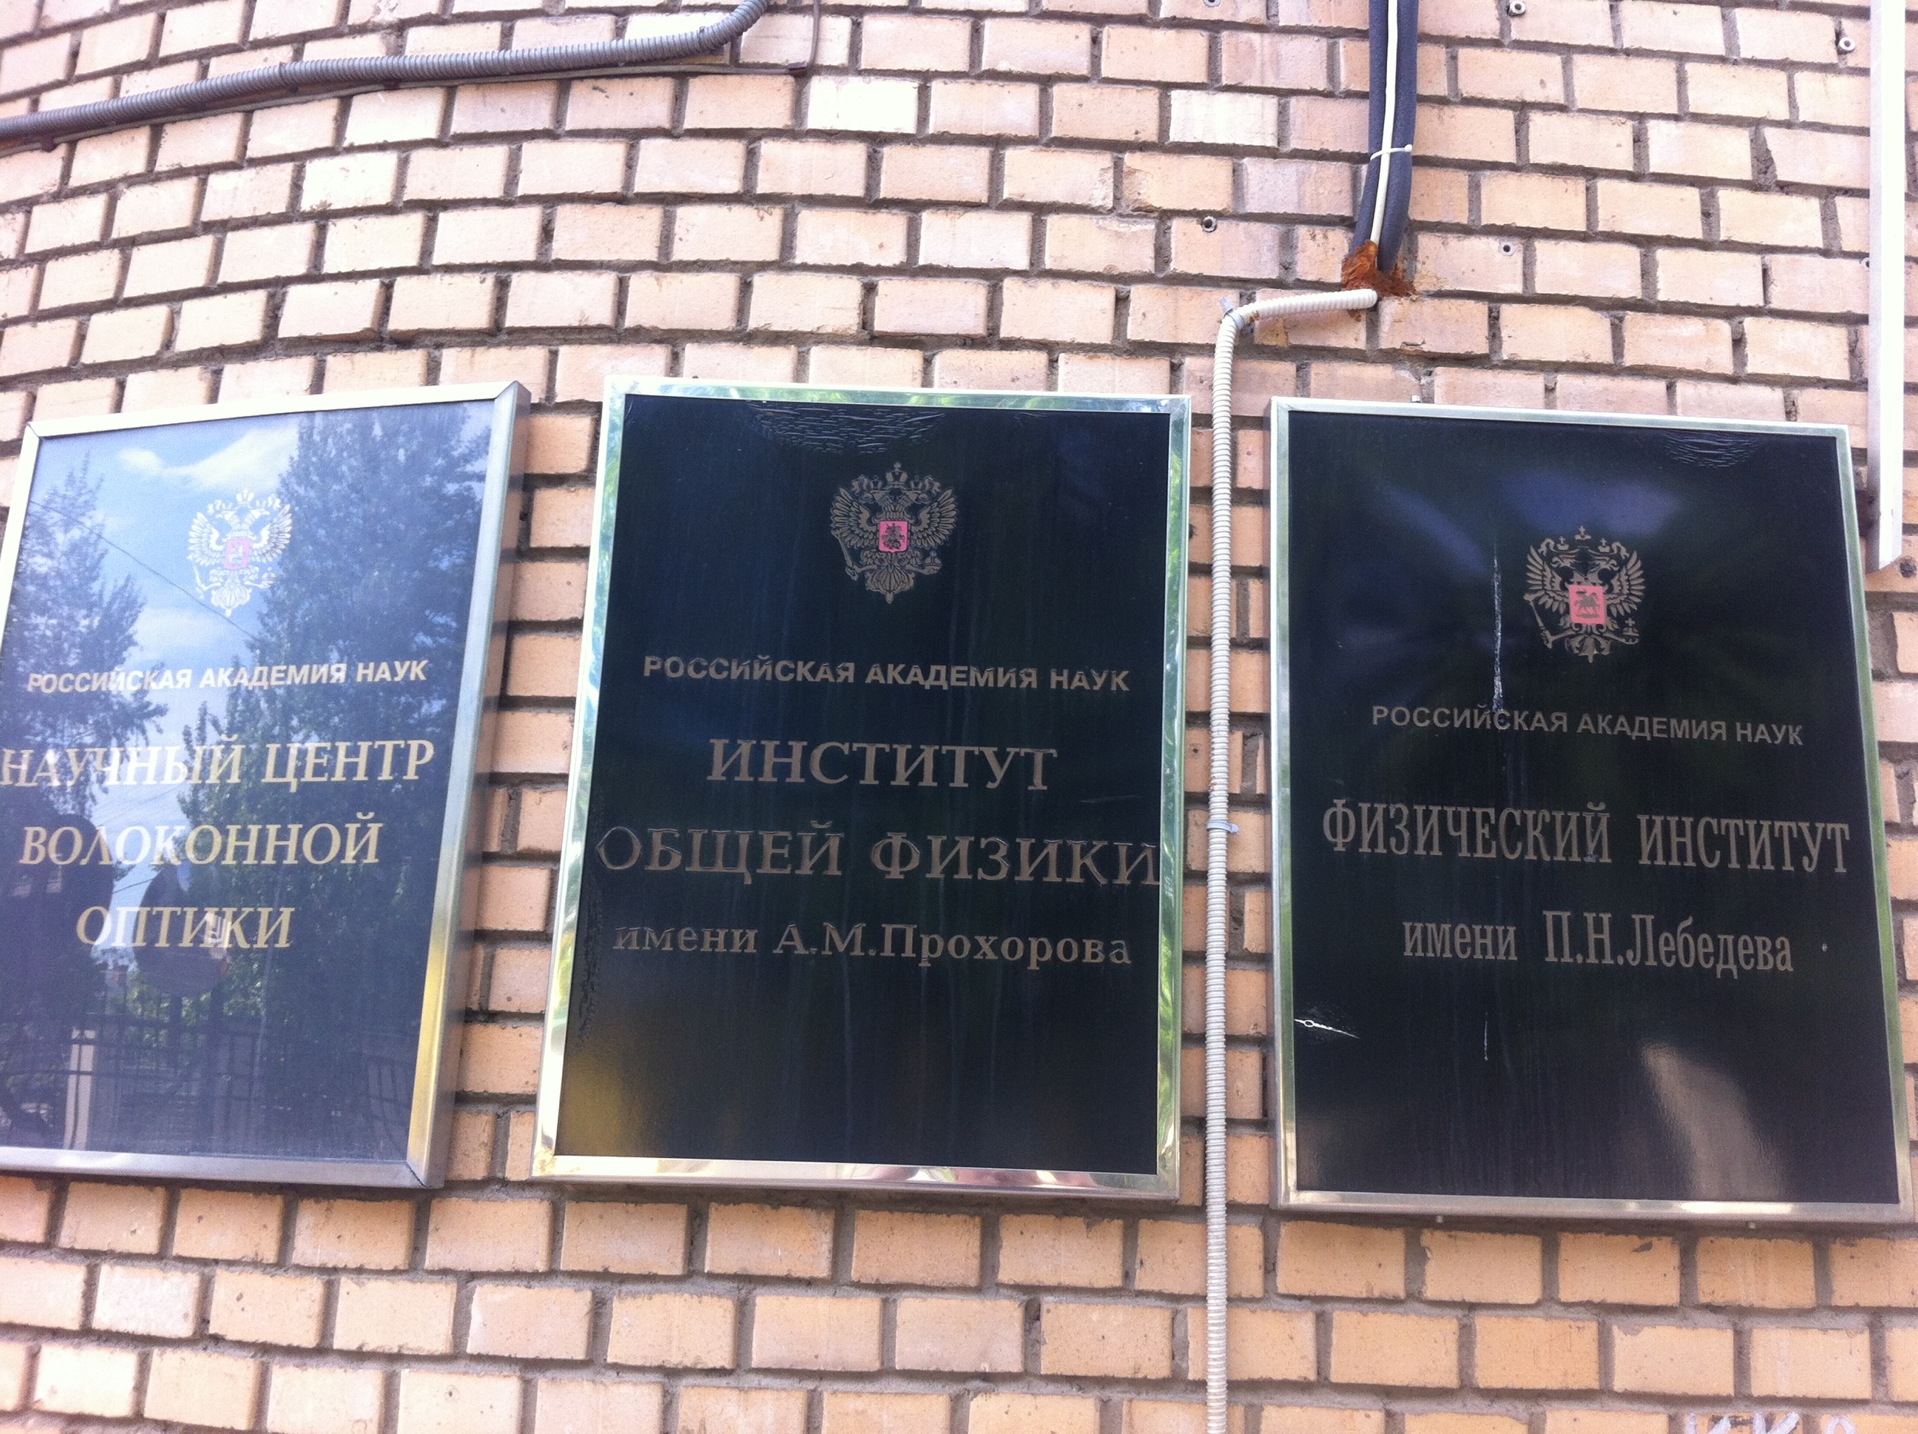 РОССИЙСКАЯ АКАДЕМИЯ НАУК
НАУЧНЫЙ ЦЕНТР
ВОЛОКОННОЙ
ОПТИКИ
РОССИЙСКАЯ АКАДЕМИЯ НАУК
ИНСТИТУТ
ОБЩЕЙ ФИЗИКИ
имени А.М.Прохорова
РОССИЙСКАЯ АКАДЕМИЯ НАУК
ФИЗИЧЕСКИЙ ИНСТИТУТ
имени П.Н.Лебедева